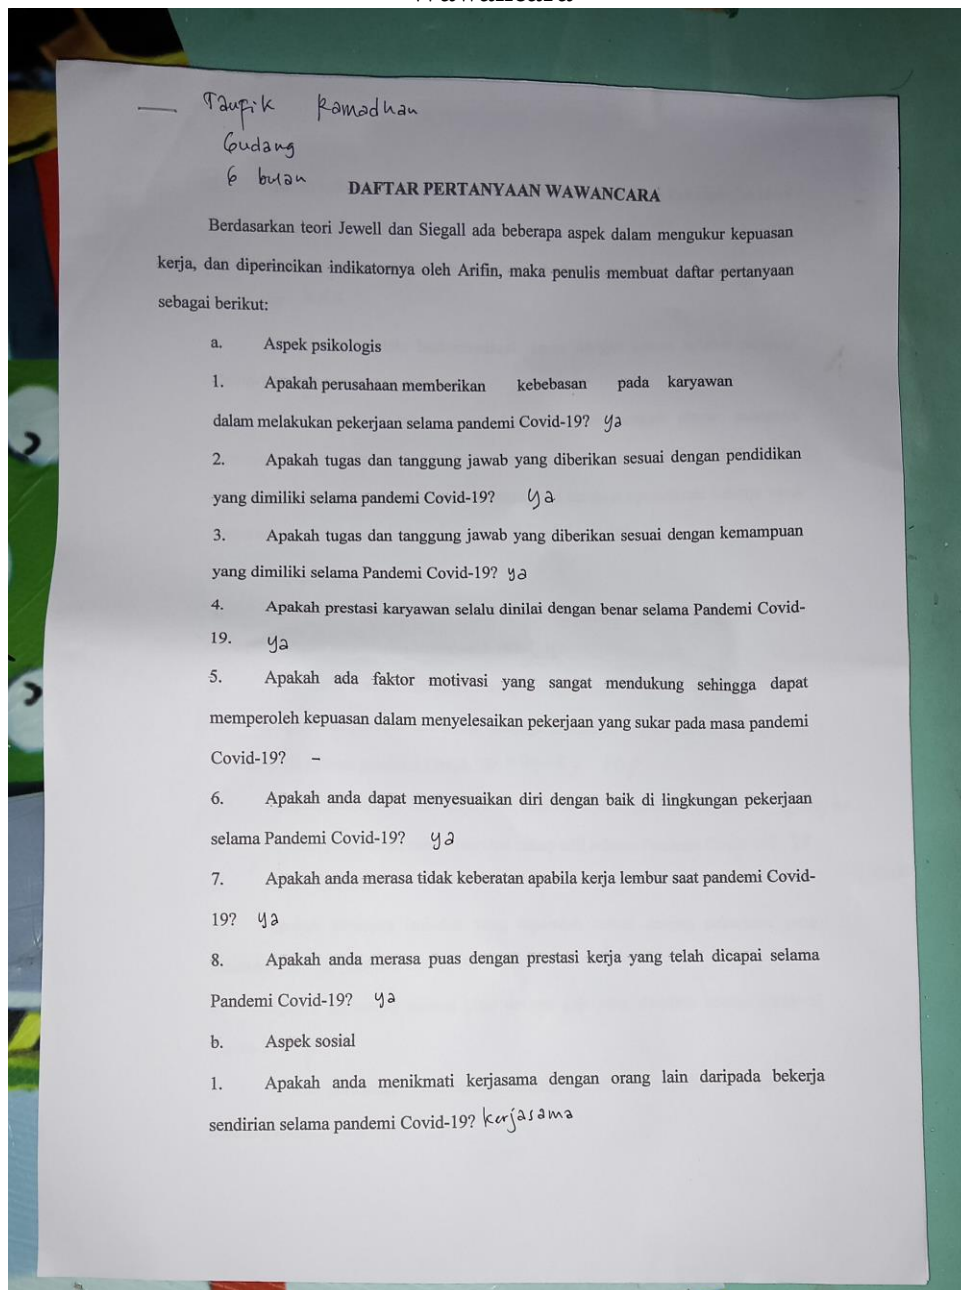 Taufik Ramadhan
Gudang
6 bulan
DAFTAR PERTANYAAN WAWANCARA
Berdasarkan teori Jewell dan Siegall ada beberapa aspek dalam mengukur kepuasan
kerja, dan diperincikan indikatornya oleh Arifin, maka penulis membuat daftar pertanyaan
sebagai berikut:
a. Aspek psikologis
1. Apakah perusahaan memberikan kebebasan pada karyawan
dalam melakukan pekerjaan selama pandemi Covid-19? ya
2. Apakah tugas dan tanggung jawab yang diberikan sesuai dengan pendidikan
yang dimiliki selama pandemi Covid-19? ya
3. Apakah tugas dan tanggung jawab yang diberikan sesuai dengan kemampuan
yang dimiliki selama Pandemi Covid-19? ya
4. Apakah prestasi karyawan selalu dinilai dengan benar selama Pandemi Covid-
19. ya
5. Apakah ada faktor motivasi yang sangat mendukung sehingga dapat
memperoleh kepuasan dalam menyelesaikan pekerjaan yang sukar pada masa pandemi
Covid-19? –
6. Apakah anda dapat menyesuaikan diri dengan baik di lingkungan pekerjaan
selama Pandemi Covid-19? ya
7. Apakah anda merasa tidak keberatan apabila kerja lembur saat pandemi Covid-
19? ya
8. Apakah anda merasa puas dengan prestasi kerja yang telah dicapai selama
Pandemi Covid-19? ya
b. Aspek sosial
1. Apakah anda menikmati kerjasama dengan orang lain daripada bekerja
sendirian selama pandemi Covid-19? kerjasama